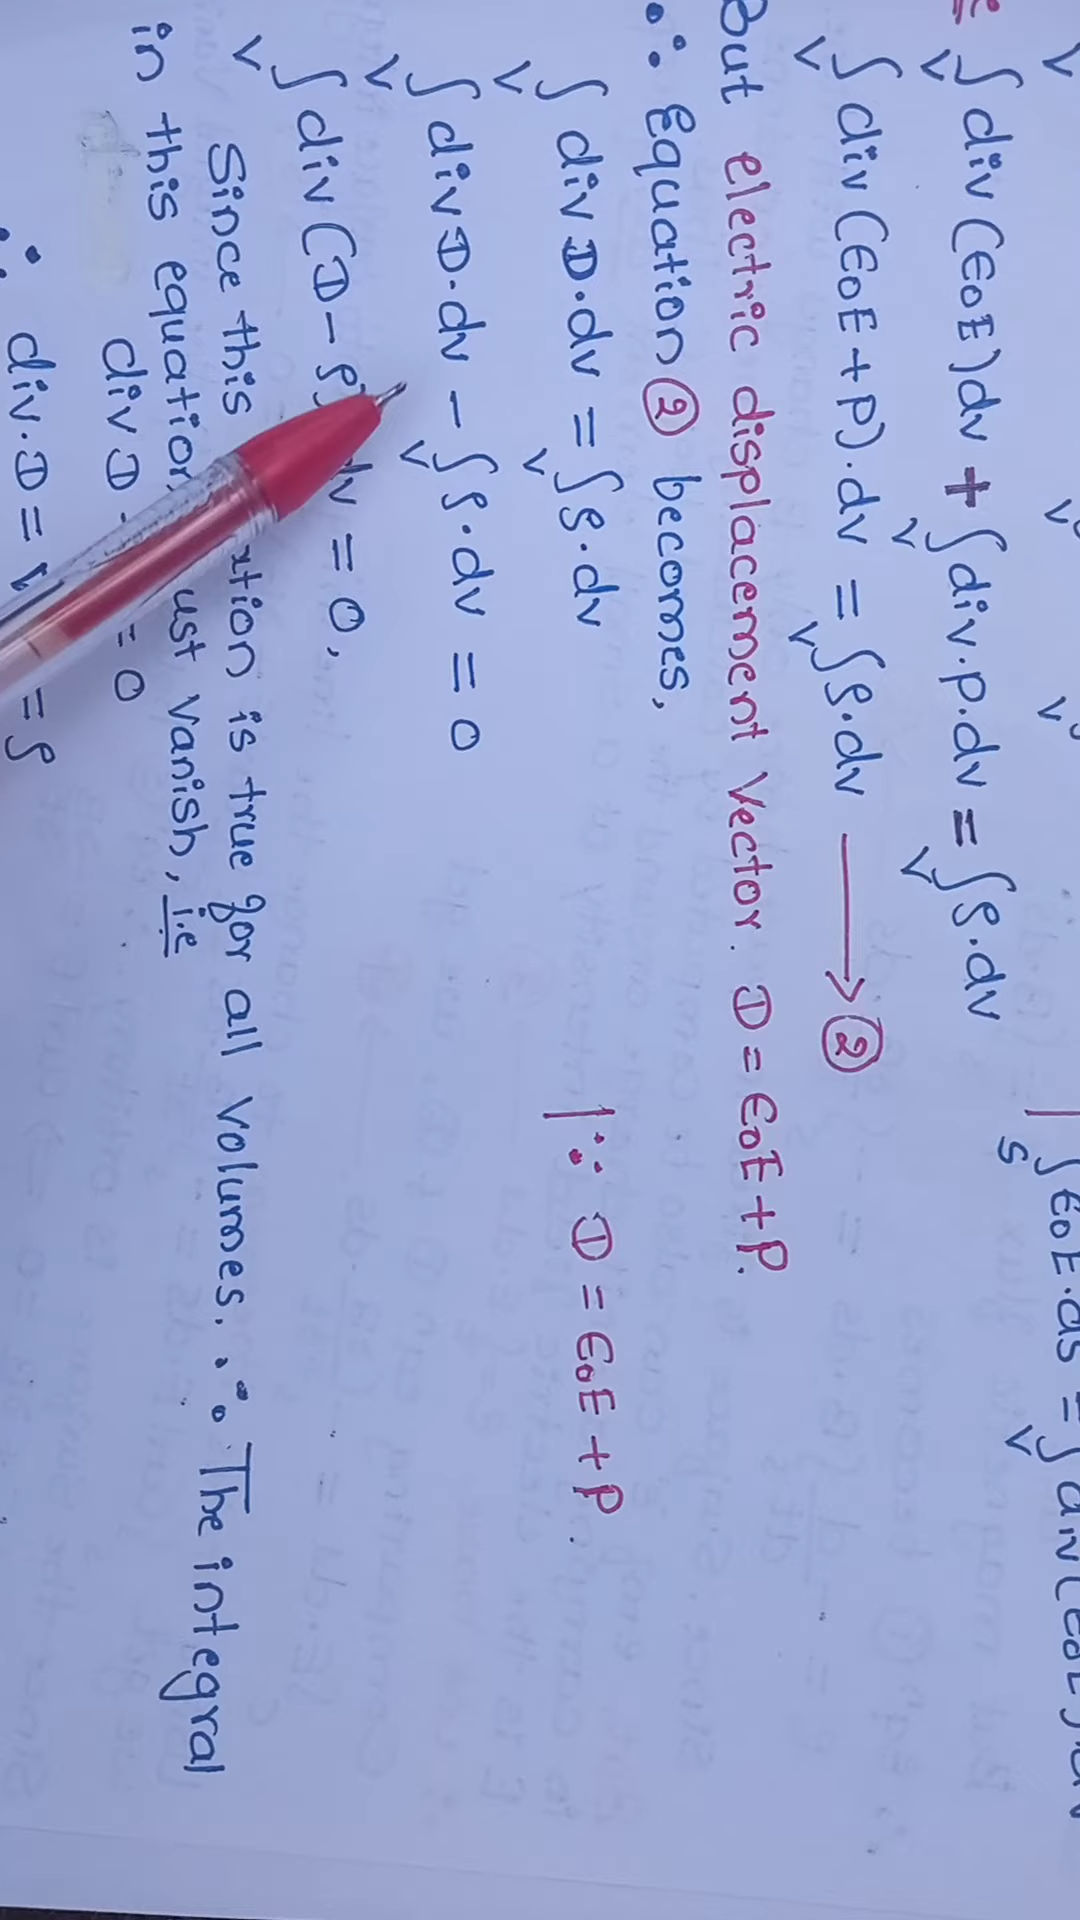 ∫ ε0E.ds = ∫ div(ε0E).dv
V
∫ div(ε0E)dv + ∫ div.p.dv = ∫ ρ.dv
V V V
∫ div(ε0E+P).dv = ∫ ρ.dv → ②
V V
But electric displacement Vector. D = ε0E+P.
∴ Equation ② becomes,
∫ div D.dv = ∫ ρ.dv |∵ D = ε0E+P.
V V
∫ div D.dv − ∫ ρ.dv = 0
V V
∫ div(D−ρ) dv = 0,
V
Since this is true for all volumes. ∴ The integral
in this equation vanish, i.e
div D = 0
∴ div.D = ρ